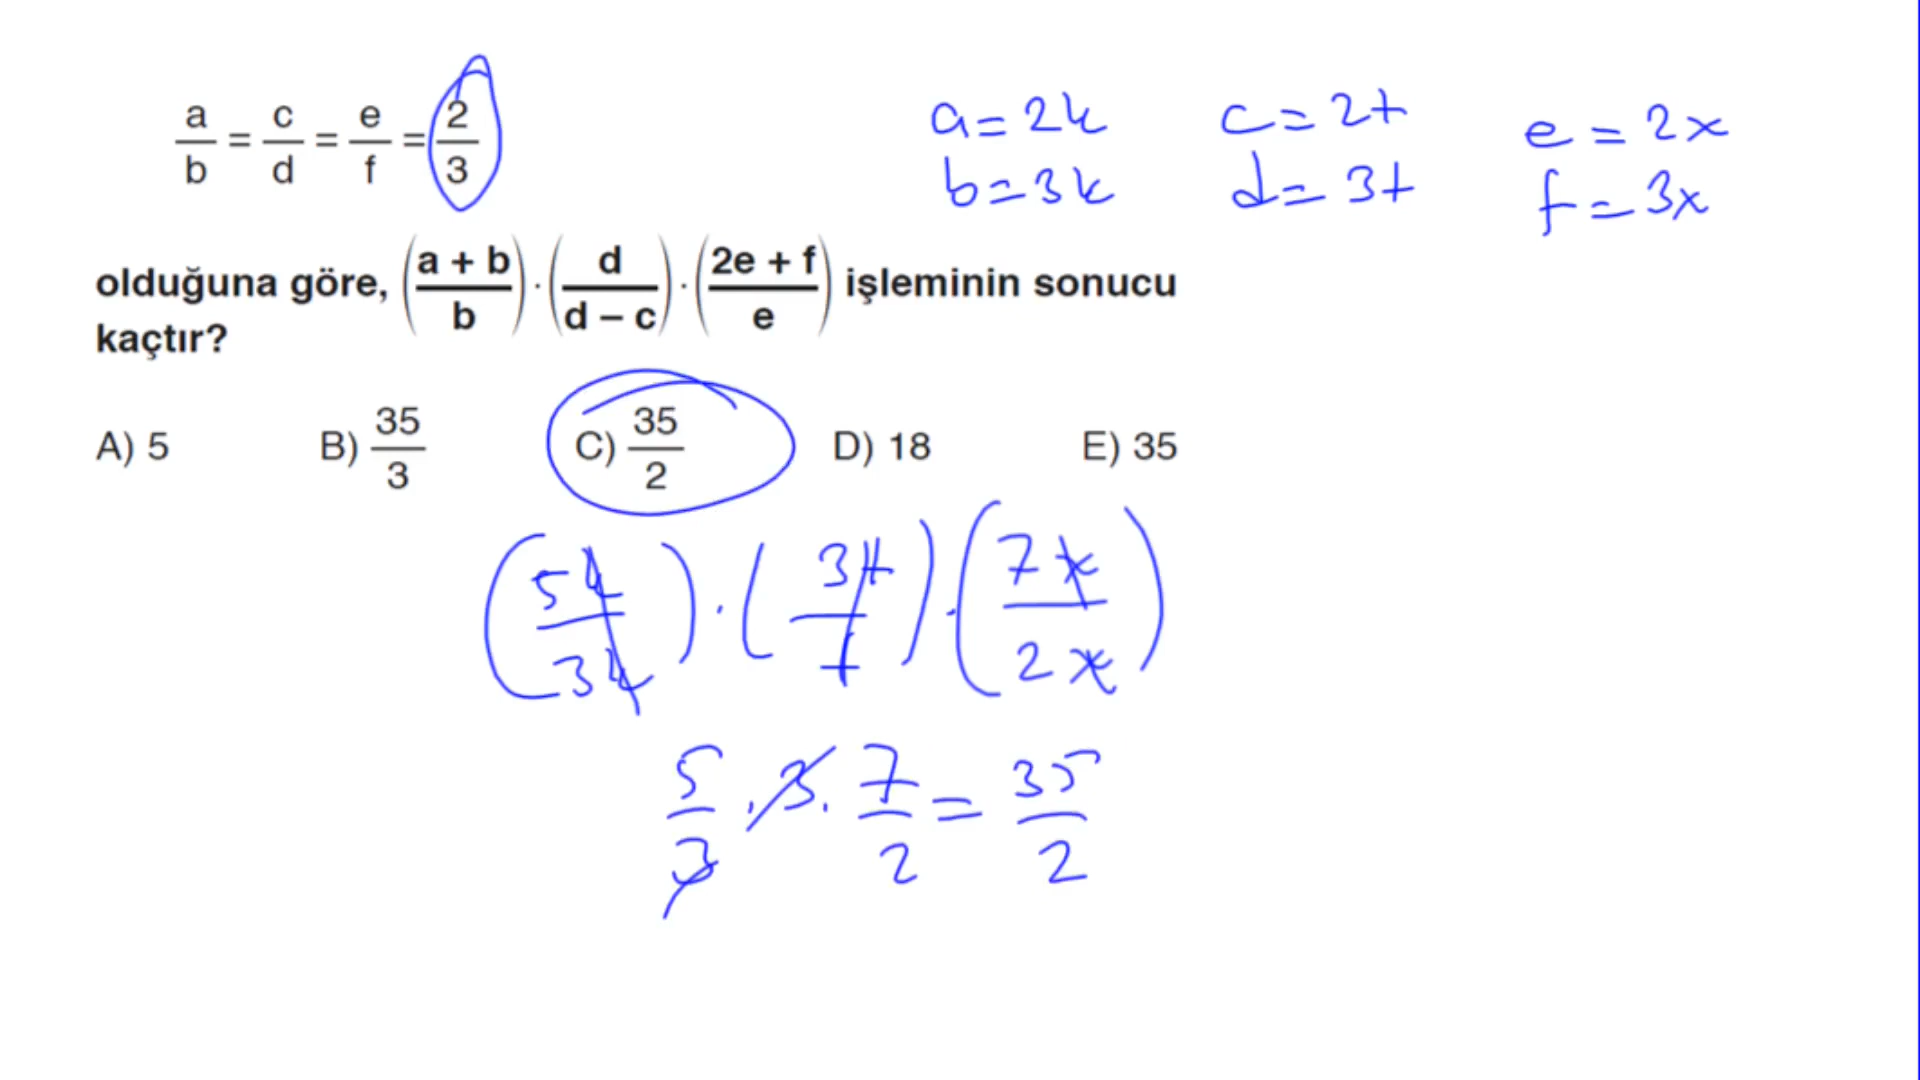 a/b = c/d = e/f = 2/3
a=2k c=2t e=2x
b=3k d=3t f=3x
olduğuna göre, ((a + b)/b) · (d/(d − c)) · ((2e + f)/e) işleminin sonucu
kaçtır?
A) 5 B) 35/3 C) 35/2 D) 18 E) 35
(5k/3k) · (3t/t) · (7x/2x)
5/3 · 3 · 7/2 = 35/2